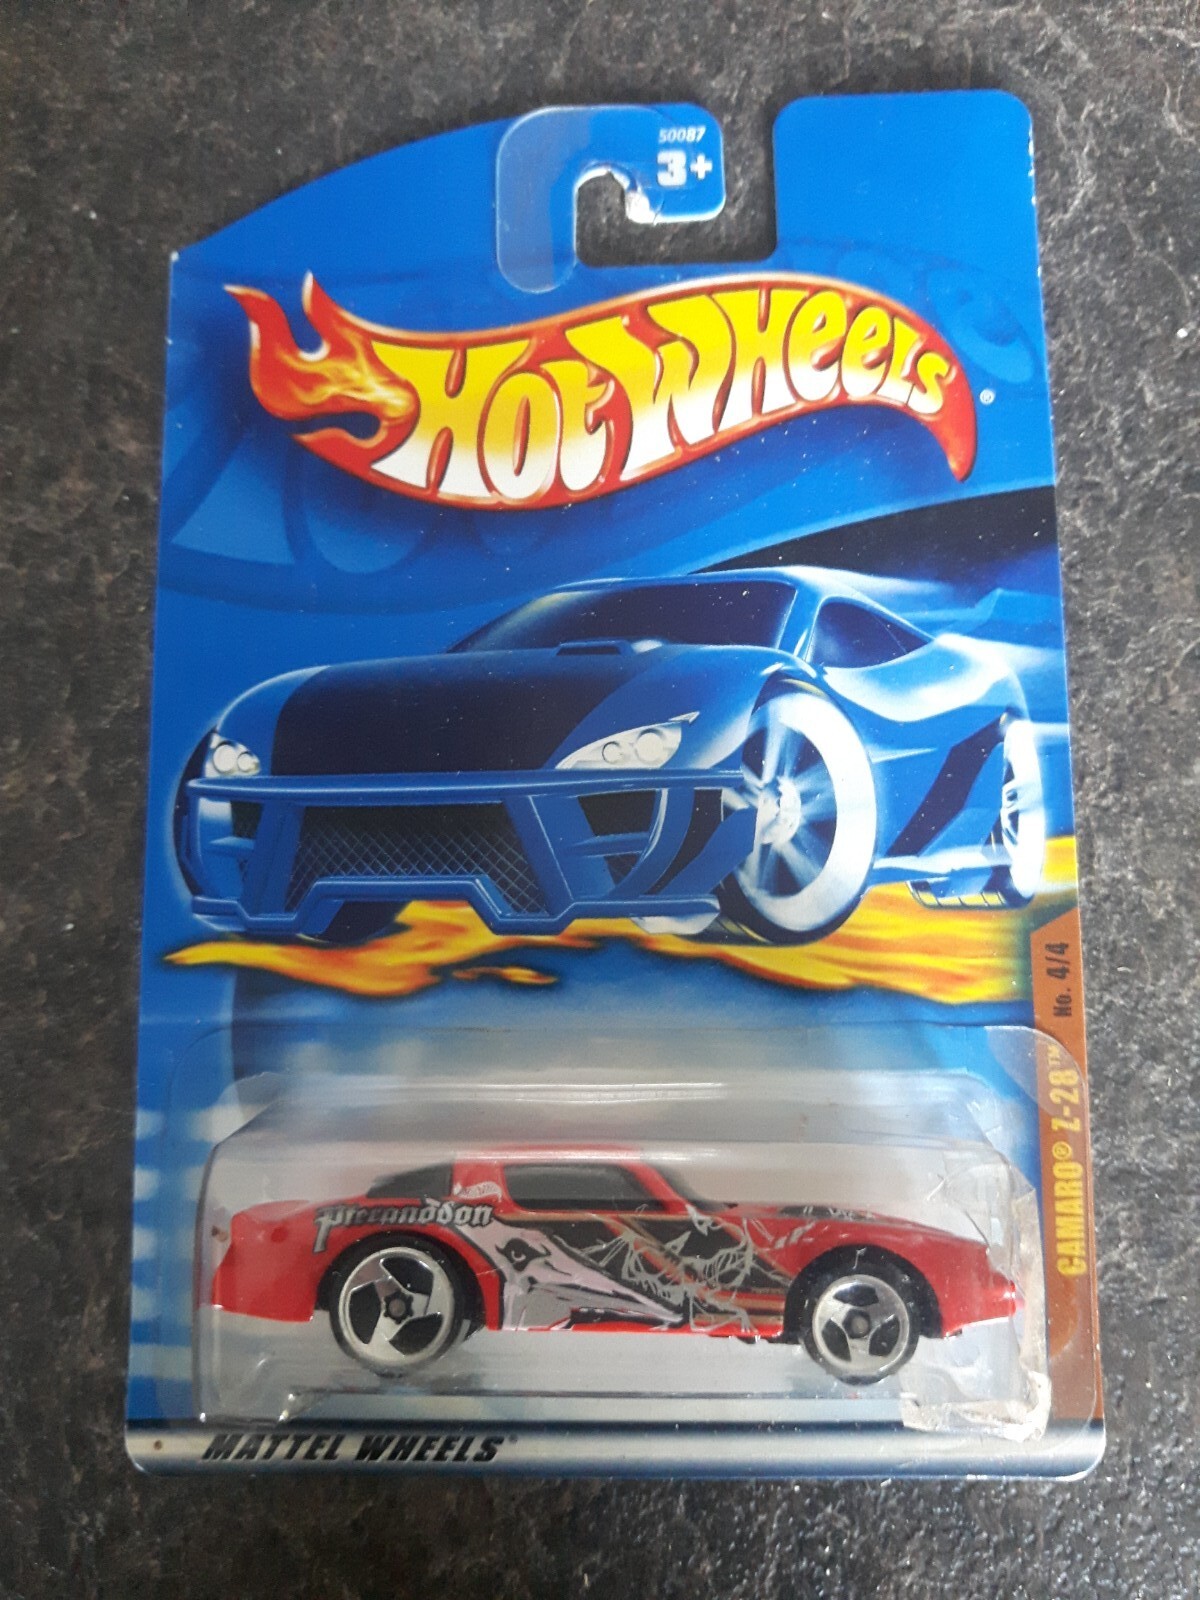 50087
3+
HOT WHEELS®
No. 4/4
CAMARO® Z-28™
Pteranodon
MATTEL WHEELS®